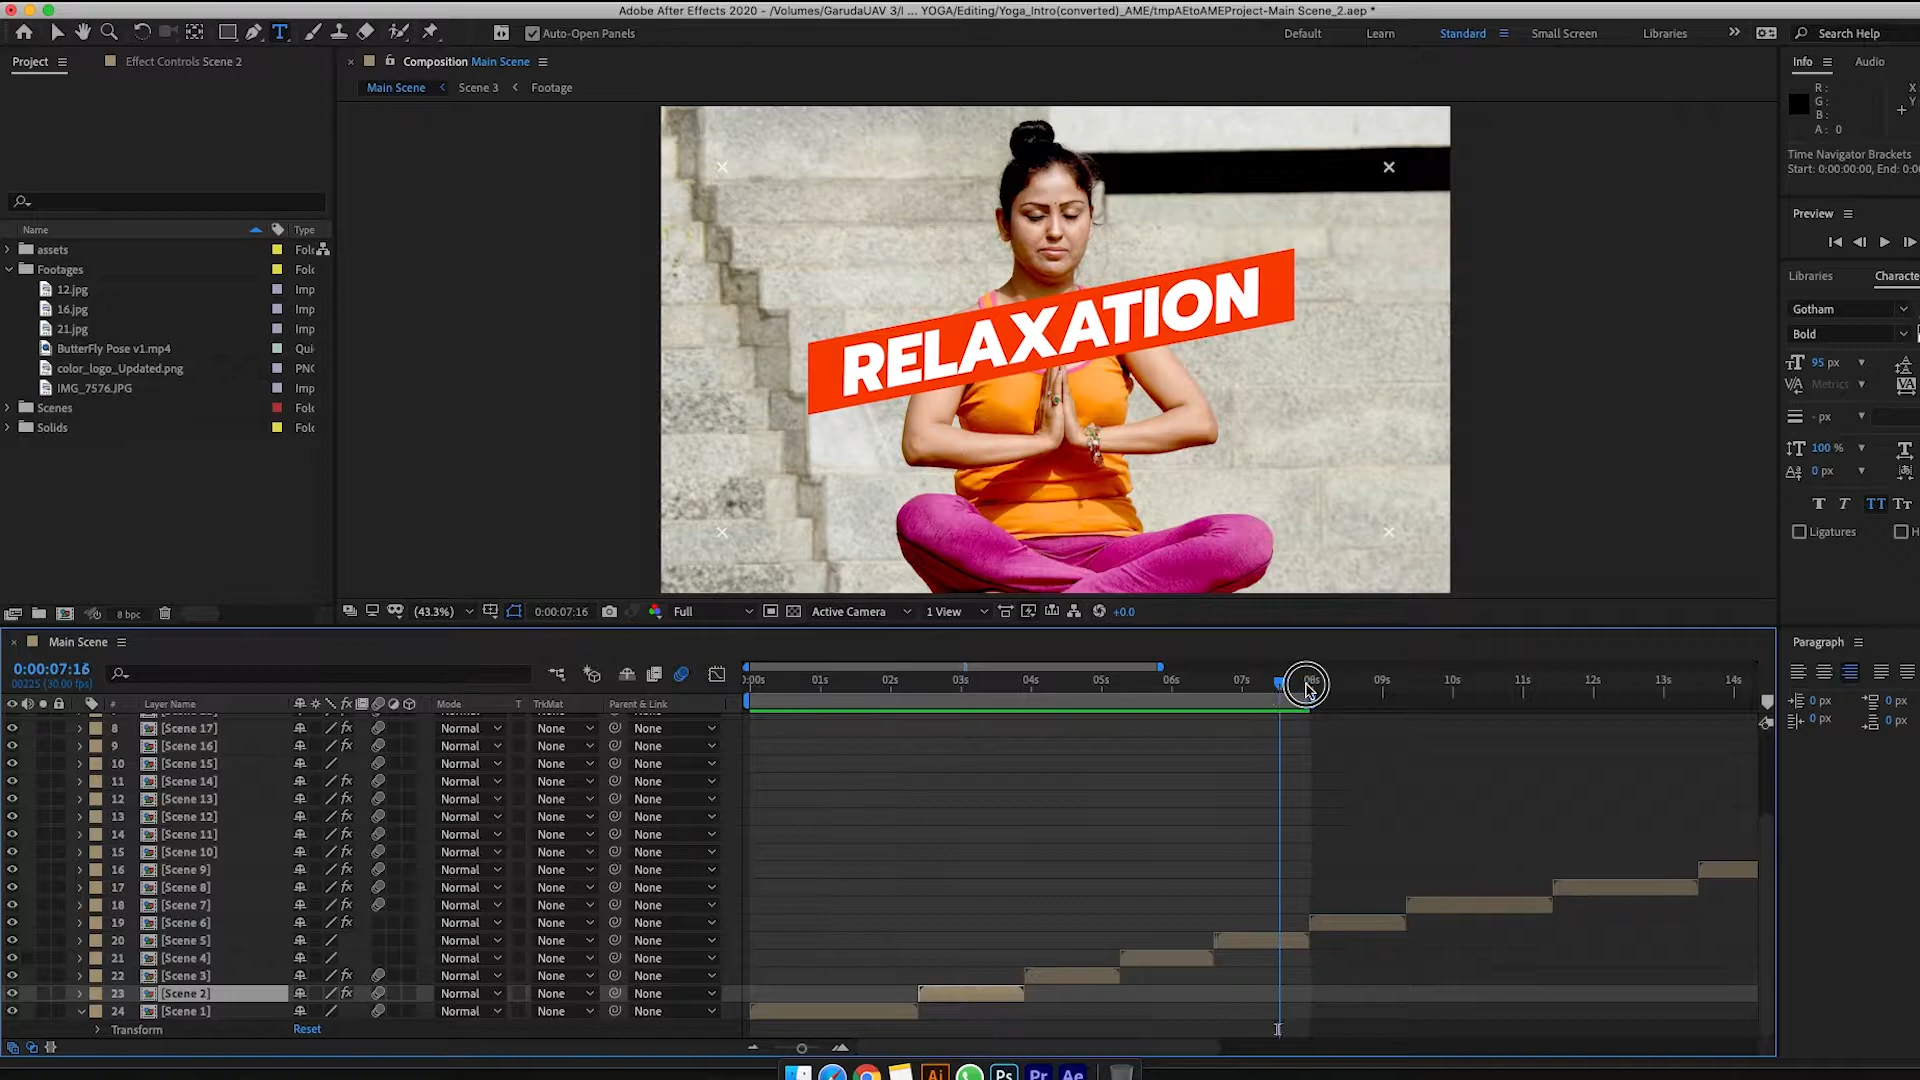 Adobe After Effects 2020 - /Volumes/GarudaUAV 3/I ... YOGA/Editing/Yoga_Intro(converted)_AME/tmpAEtoAMEProject-Main Scene_2.aep *
Auto-Open Panels
Default
Learn
Standard
Small Screen
Libraries
Search Help
Project
Effect Controls Scene 2
Composition Main Scene
Info
Audio
Main Scene
Scene 3
Footage
R :
G :
B :
A : 0
X
Y
Time Navigator Brackets
Start: 0:00:00:00, End: 0:0
Preview
Name
Type
assets
Fol
Footages
Fol
12.jpg
Imp
16.jpg
Imp
21.jpg
Imp
ButterFly Pose v1.mp4
Qui
color_logo_Updated.png
PNC
IMG_7576.JPG
Imp
Scenes
Fol
Solids
Fol
RELAXATION
Libraries
Characte
Gotham
Bold
95 px
Metrics
- px
100 %
0 px
Ligatures
H
8 bpc
(43.3%)
0:00:07:16
Full
Active Camera
1 View
+0.0
Main Scene
Paragraph
0:00:07:16
00225 (30.00 fps)
0:00s 01s 02s 03s 04s 05s 06s 07s 08s 09s 10s 11s 12s 13s 14s
# Layer Name
Mode
T TrkMat
Parent & Link
0 px
0 px
0 px
0 px
8 [Scene 17] Normal None None
9 [Scene 16] Normal None None
10 [Scene 15] Normal None None
11 [Scene 14] Normal None None
12 [Scene 13] Normal None None
13 [Scene 12] Normal None None
14 [Scene 11] Normal None None
15 [Scene 10] Normal None None
16 [Scene 9] Normal None None
17 [Scene 8] Normal None None
18 [Scene 7] Normal None None
19 [Scene 6] Normal None None
20 [Scene 5] Normal None None
21 [Scene 4] Normal None None
22 [Scene 3] Normal None None
23 [Scene 2] Normal None None
24 [Scene 1] Normal None None
Transform
Reset
Ai
Ps
Pr
Ae